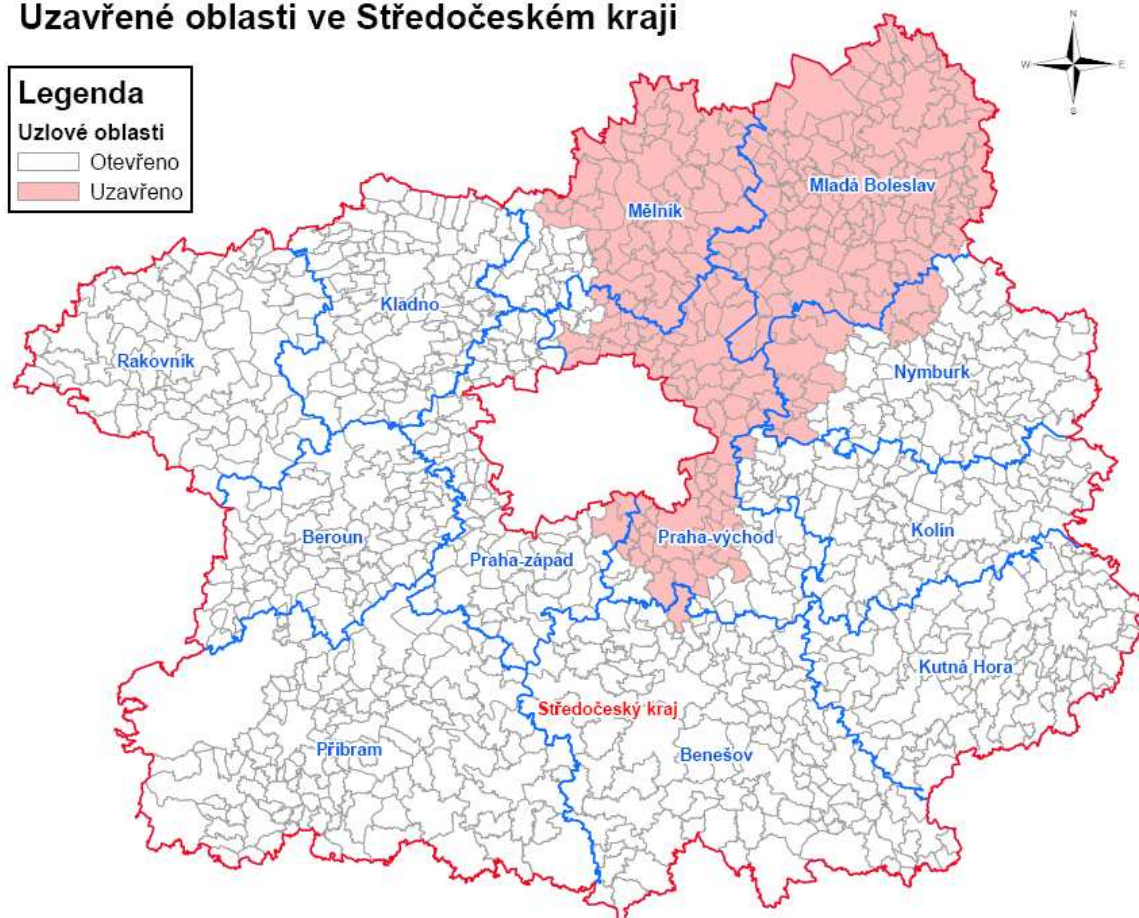 Uzavřené oblasti ve Středočeském kraji
N
W E
S
Legenda
Uzlové oblasti
Otevřeno
Uzavřeno
Mladá Boleslav
Mělník
Kladno
Rakovník
Nymburk
Beroun
Praha-západ
Praha-východ
Kolín
Kutná Hora
Středočeský kraj
Příbram
Benešov